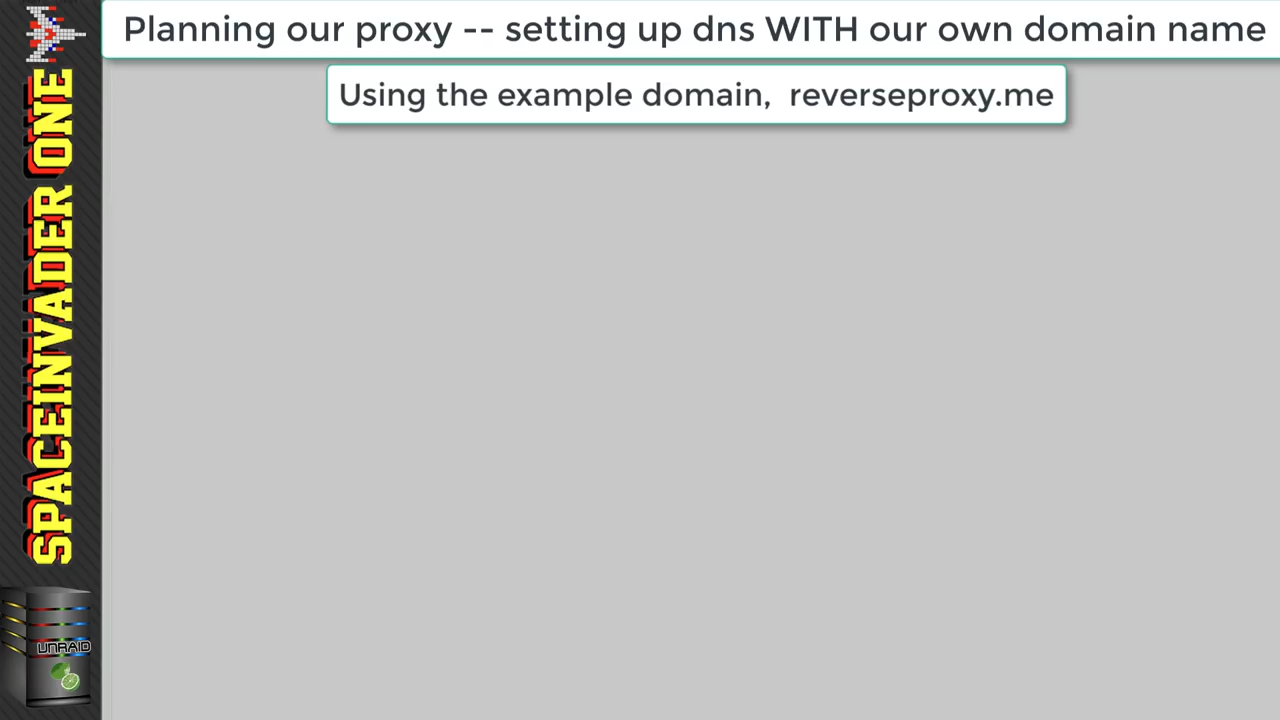 Planning our proxy -- setting up dns WITH our own domain name
Using the example domain, reverseproxy.me
SPACEINVADER ONE
UNRAID